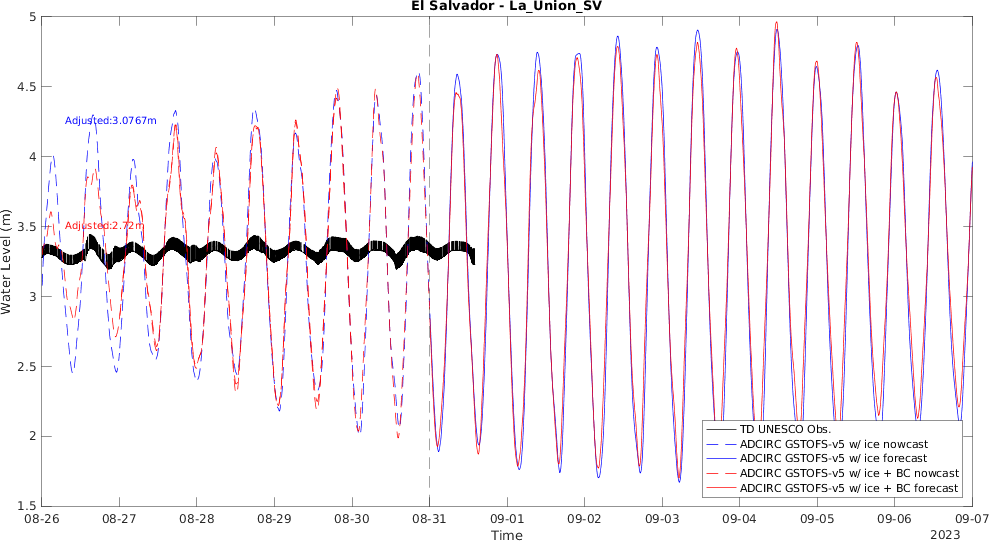 El Salvador - La_Union_SV
5
4.5
4
3.5
3
2.5
2
1.5
Water Level (m)
Adjusted:3.0767m
Adjusted:2.72m
TD UNESCO Obs.
ADCIRC GSTOFS-v5 w/ ice nowcast
ADCIRC GSTOFS-v5 w/ ice forecast
ADCIRC GSTOFS-v5 w/ ice + BC nowcast
ADCIRC GSTOFS-v5 w/ ice + BC forecast
08-26 08-27 08-28 08-29 08-30 08-31 09-01 09-02 09-03 09-04 09-05 09-06 09-07
Time
2023